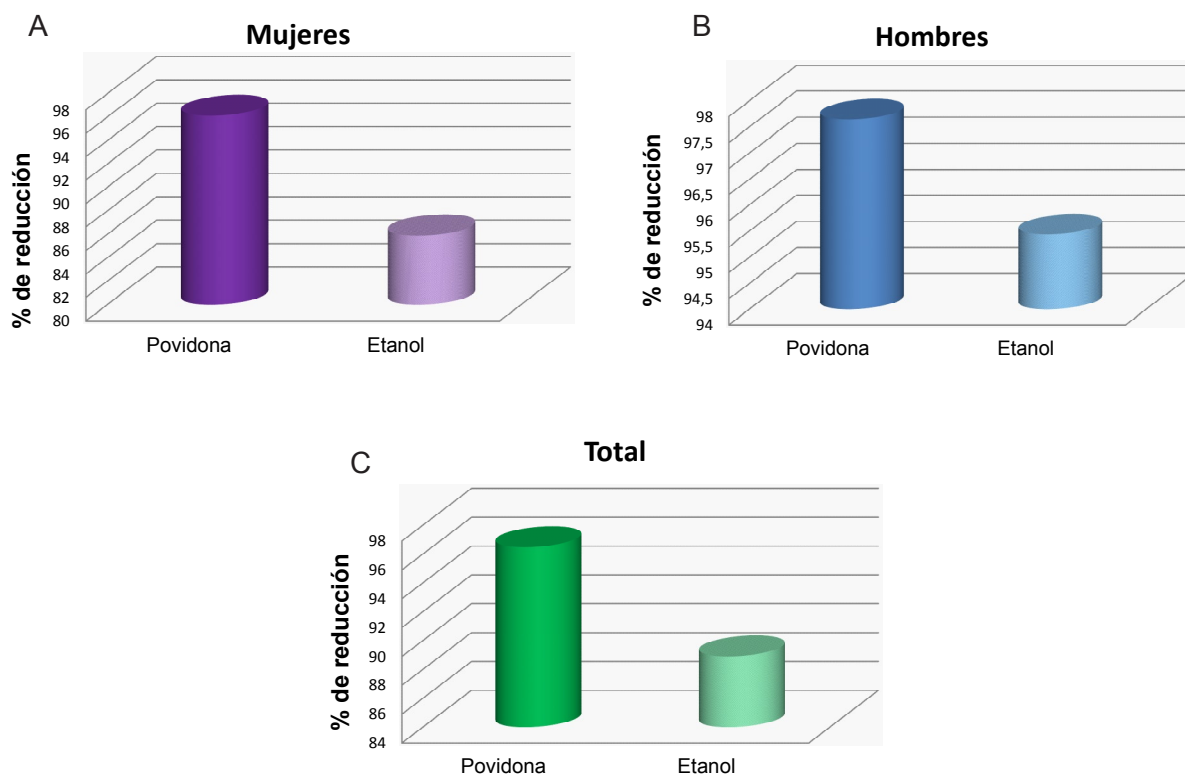 A
Mujeres
% de reducción
98
96
94
92
90
88
86
84
82
80
Povidona Etanol
B
Hombres
% de reducción
98
97,5
97
96,5
96
95,5
95
94,5
94
Povidona Etanol
C
Total
% de reducción
98
96
94
92
90
88
86
84
Povidona Etanol